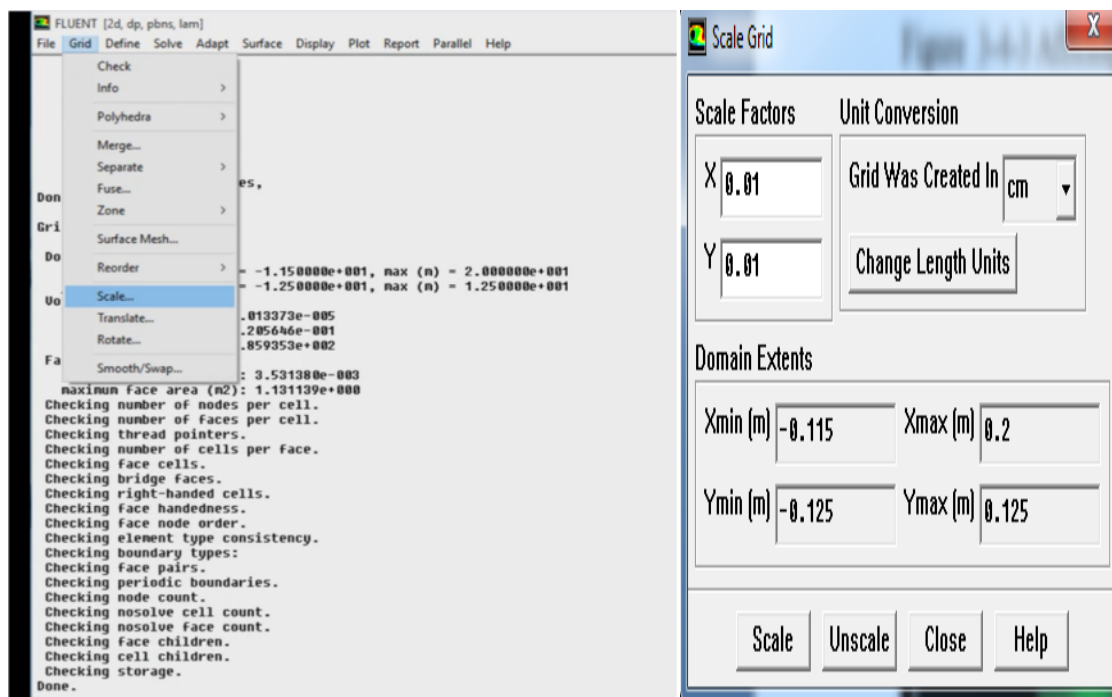 FLUENT [2d, dp, pbns, lam]
File Grid Define Solve Adapt Surface Display Plot Report Parallel Help
Check
Info >
Polyhedra >
Merge...
Separate >
es,
Fuse...
Don
Zone >
Gri
Surface Mesh...
Do
Reorder >
= -1.150000e+001, max (m) = 2.000000e+001
= -1.250000e+001, max (m) = 1.250000e+001
Scale...
Vo
Translate...
.013373e-005
.205646e-001
Rotate...
.859353e+002
Fa
Smooth/Swap...
: 3.531380e-003
maximum face area (m2): 1.131139e+000
Checking number of nodes per cell.
Checking number of faces per cell.
Checking thread pointers.
Checking number of cells per face.
Checking face cells.
Checking bridge faces.
Checking right-handed cells.
Checking face handedness.
Checking face node order.
Checking element type consistency.
Checking boundary types:
Checking face pairs.
Checking periodic boundaries.
Checking node count.
Checking nosolve cell count.
Checking nosolve face count.
Checking face children.
Checking cell children.
Checking storage.
Done.
Scale Grid
X
Scale Factors
X 0.01
Y 0.01
Unit Conversion
Grid Was Created In cm
Change Length Units
Domain Extents
Xmin (m) -0.115 Xmax (m) 0.2
Ymin (m) -0.125 Ymax (m) 0.125
Scale Unscale Close Help